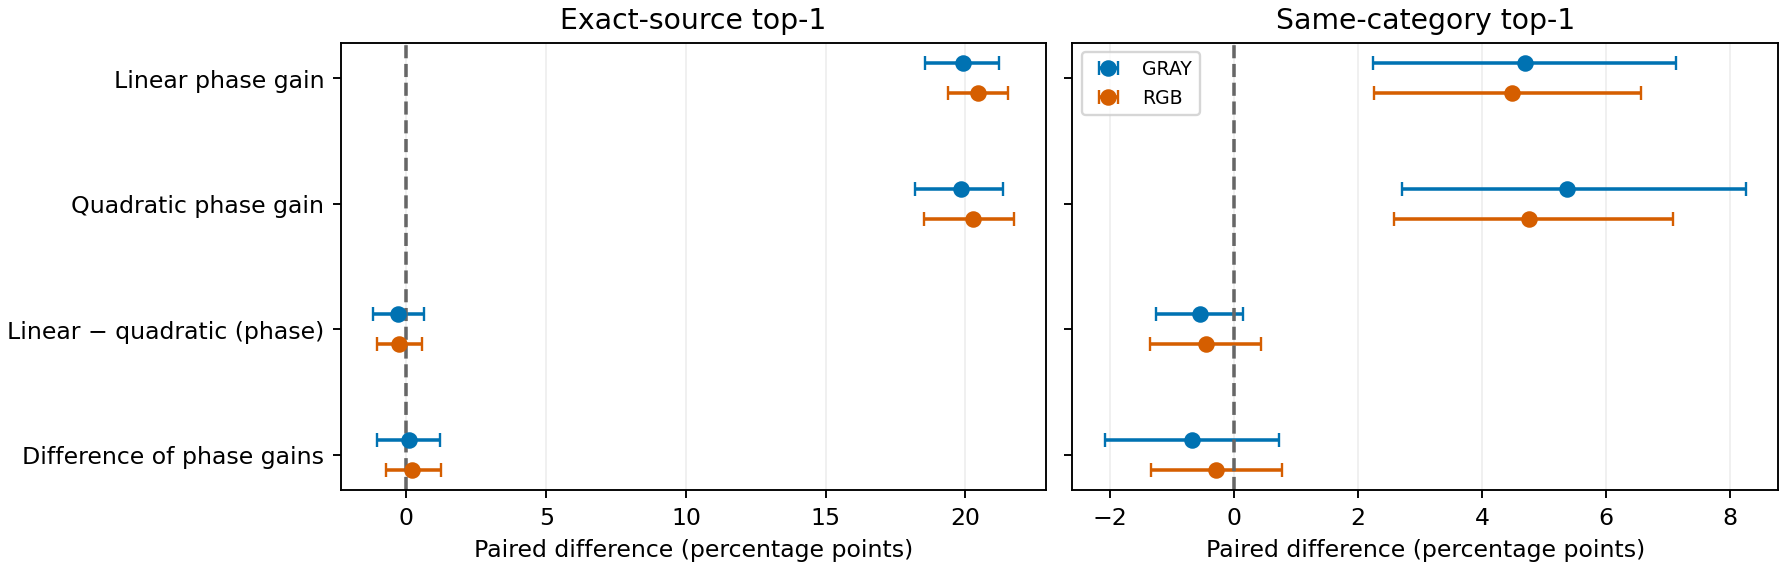 Exact-source top-1
Same-category top-1
Linear phase gain
Quadratic phase gain
Linear − quadratic (phase)
Difference of phase gains
GRAY
RGB
0 5 10 15 20
−2 0 2 4 6 8
Paired difference (percentage points)
Paired difference (percentage points)